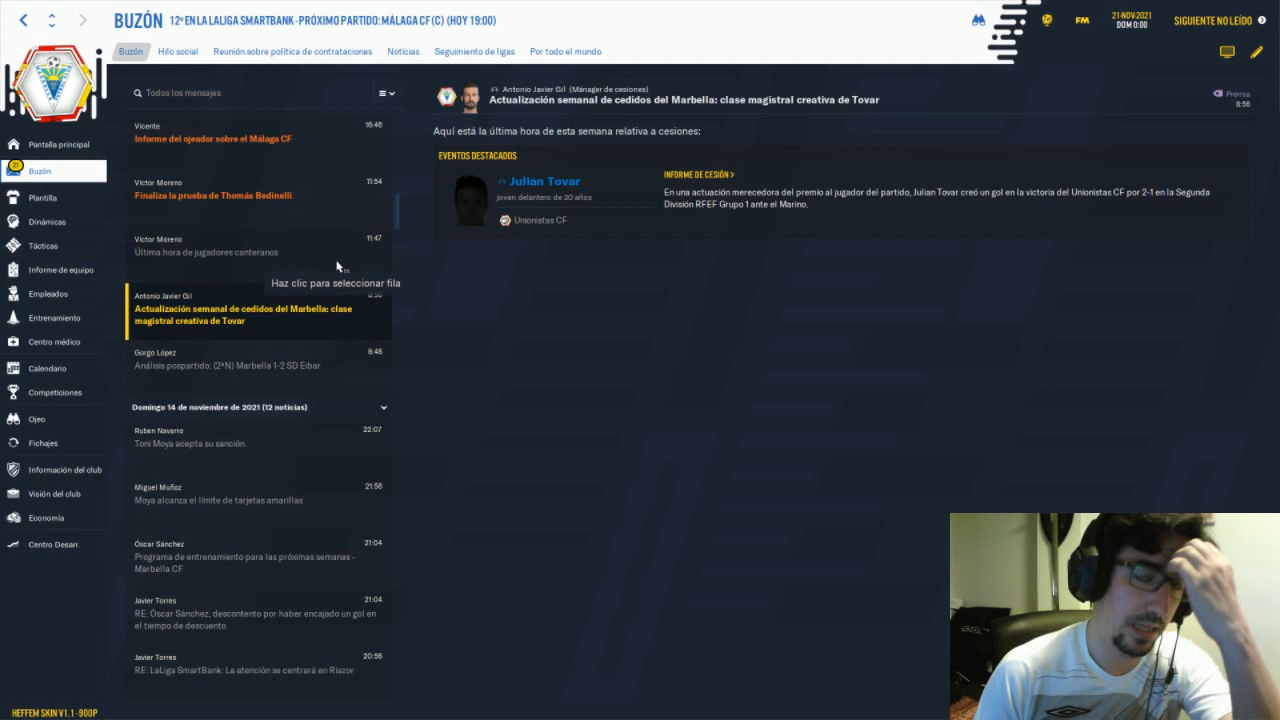 BUZÓN
12º EN LA LALIGA SMARTBANK - PRÓXIMO PARTIDO: MÁLAGA CF (C) (HOY 19:00)
FM
21-NOV-2021
DOM 0:00
SIGUIENTE NO LEÍDO
Buzón
Hilo social
Reunión sobre política de contrataciones
Noticias
Seguimiento de ligas
Por todo el mundo
Pantalla principal
21
Buzón
Plantilla
Dinámicas
Tácticas
Informe de equipo
Empleados
Entrenamiento
Centro médico
Calendario
Competiciones
Ojeo
Fichajes
Información del club
Visión del club
Economía
Centro Desarr.
HEFFEM SKIN V1.1 - 900P
Todos los mensajes
Vicente 16:46
Informe del ojeador sobre el Málaga CF
Víctor Moreno 11:54
Finaliza la prueba de Thomás Bedinelli
Víctor Moreno 11:47
Última hora de jugadores canteranos
Haz clic para seleccionar fila
Antonio Javier Gil
Actualización semanal de cedidos del Marbella: clase
magistral creativa de Tovar
Gorgo López 8:48
Análisis pospartido: (2ªN) Marbella 1-2 SD Eibar
Domingo 14 de noviembre de 2021 (12 noticias)
Ruben Navarro 22:07
Toni Moya acepta su sanción
Miguel Muñoz 21:56
Moya alcanza el límite de tarjetas amarillas
Óscar Sánchez 21:04
Programa de entrenamiento para las próximas semanas -
Marbella CF
Javier Torres 21:04
RE: Óscar Sánchez, descontento por haber encajado un gol en
el tiempo de descuento
Javier Torres 20:56
RE: LaLiga SmartBank: La atención se centrará en Riazor
Antonio Javier Gil (Mánager de cesiones)
Actualización semanal de cedidos del Marbella: clase magistral creativa de Tovar
Prensa
8:56
Aquí está la última hora de esta semana relativa a cesiones:
EVENTOS DESTACADOS
Julian Tovar
joven delantero de 20 años
Unionistas CF
INFORME DE CESIÓN >
En una actuación merecedora del premio al jugador del partido, Julian Tovar creó un gol en la victoria del Unionistas CF por 2-1 en la Segunda
División RFEF Grupo 1 ante el Marino.